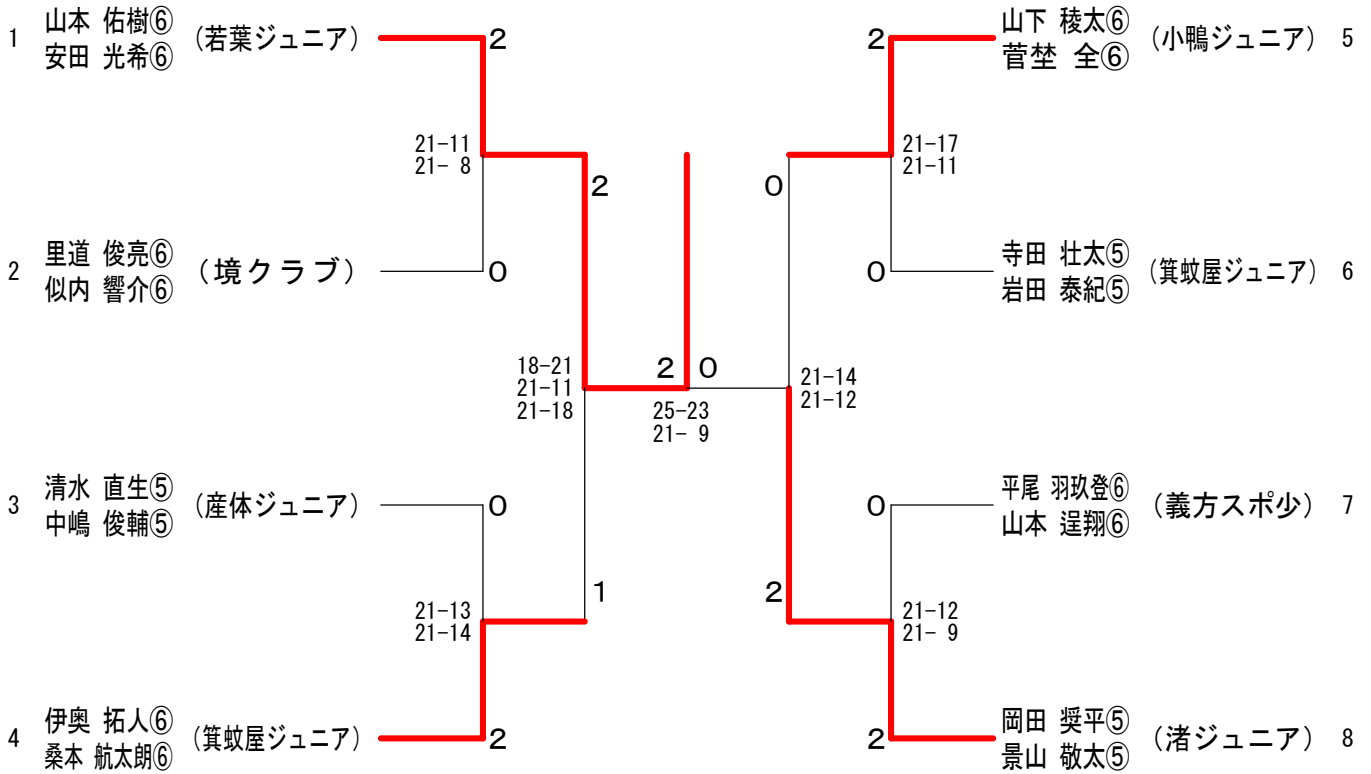 1 山本 佑樹⑥ (若葉ジュニア) 2
安田 光希⑥
21-11
21- 8
2
2 里道 俊亮⑥ (境クラブ) 0
似内 響介⑥
18-21
21-11
21-18
3 清水 直生⑤ (産体ジュニア) 0
中嶋 俊輔⑤
1
21-13
21-14
4 伊奥 拓人⑥ (箕蚊屋ジュニア) 2
桑本 航太朗⑥
2 0
25-23
21- 9
2 山下 稜太⑥ (小鴨ジュニア) 5
菅埜 全⑥
21-17
21-11
0
0 寺田 壮太⑤ (箕蚊屋ジュニア) 6
岩田 泰紀⑤
21-14
21-12
0 平尾 羽玖登⑥ (義方スポ少) 7
山本 逞翔⑥
2
21-12
21- 9
2 岡田 奨平⑤ (渚ジュニア) 8
景山 敬太⑤